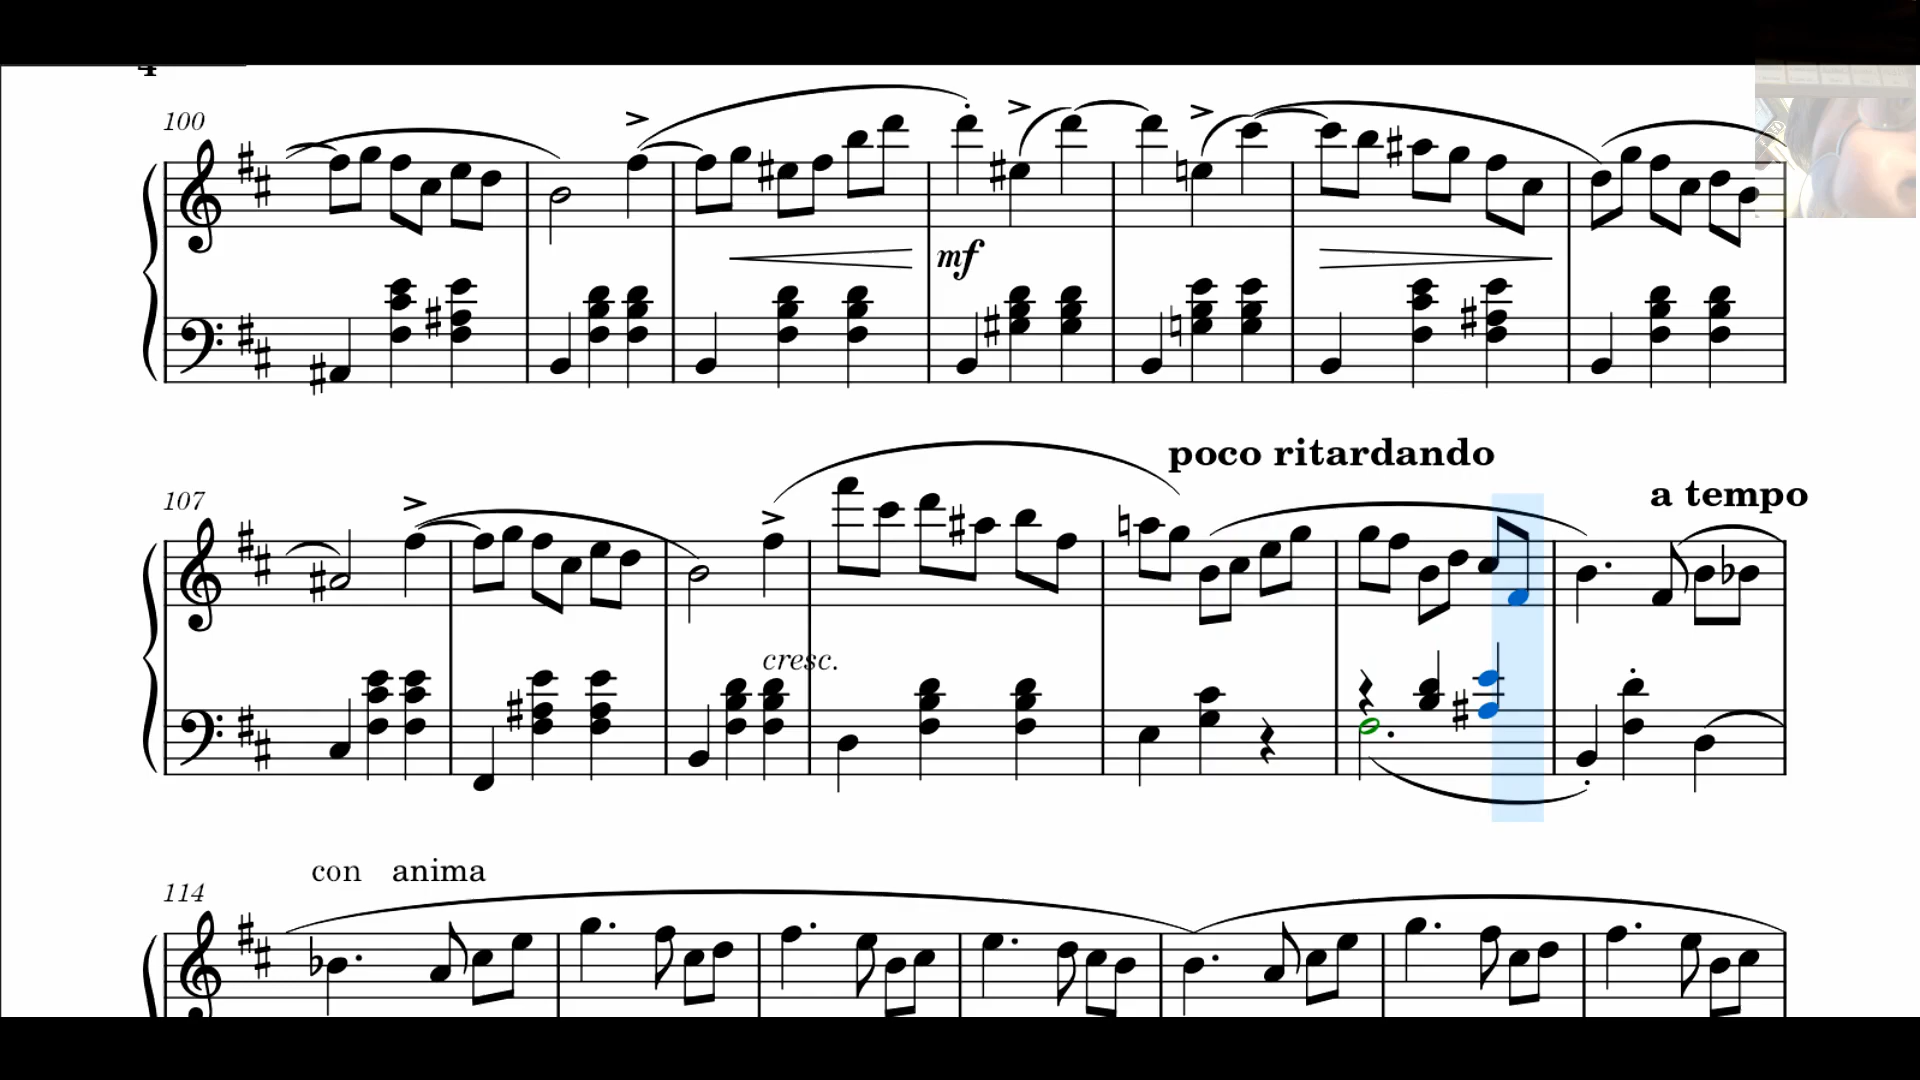 4
100
mf
poco ritardando
107
a tempo
cresc.
con anima
114